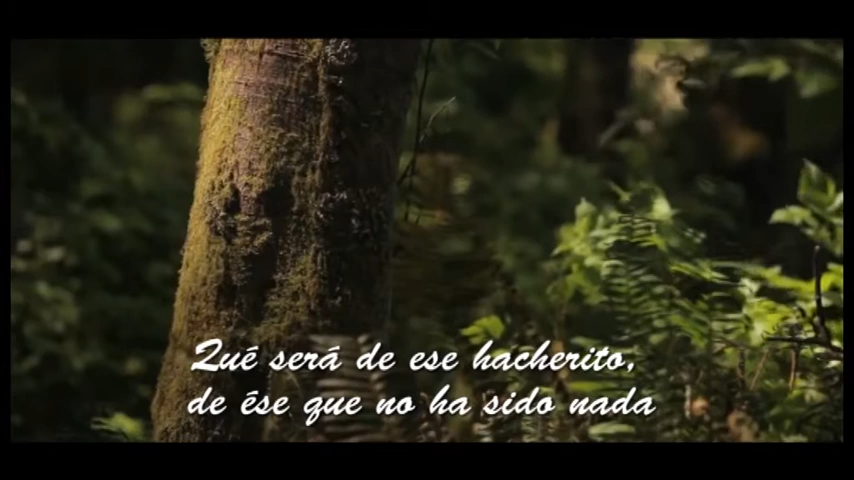 Qué será de ese hacherito,
de ése que no ha sido nada